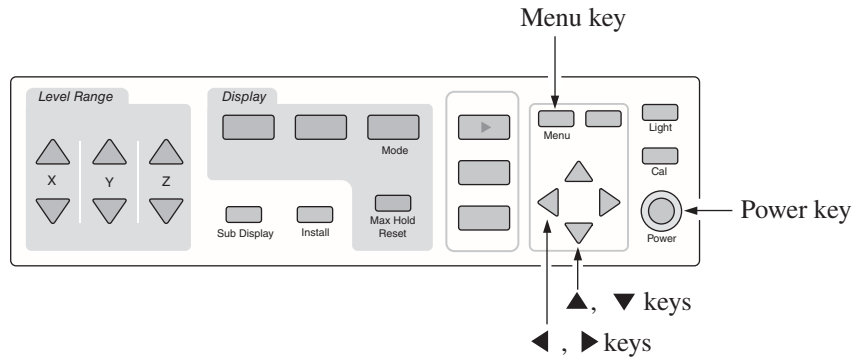 Menu key
Level Range
Display
Menu
Light
Mode
X
Y
Z
Cal
Sub Display
Install
Max Hold
Reset
Power
Power key
▲, ▼ keys
◀, ▶ keys